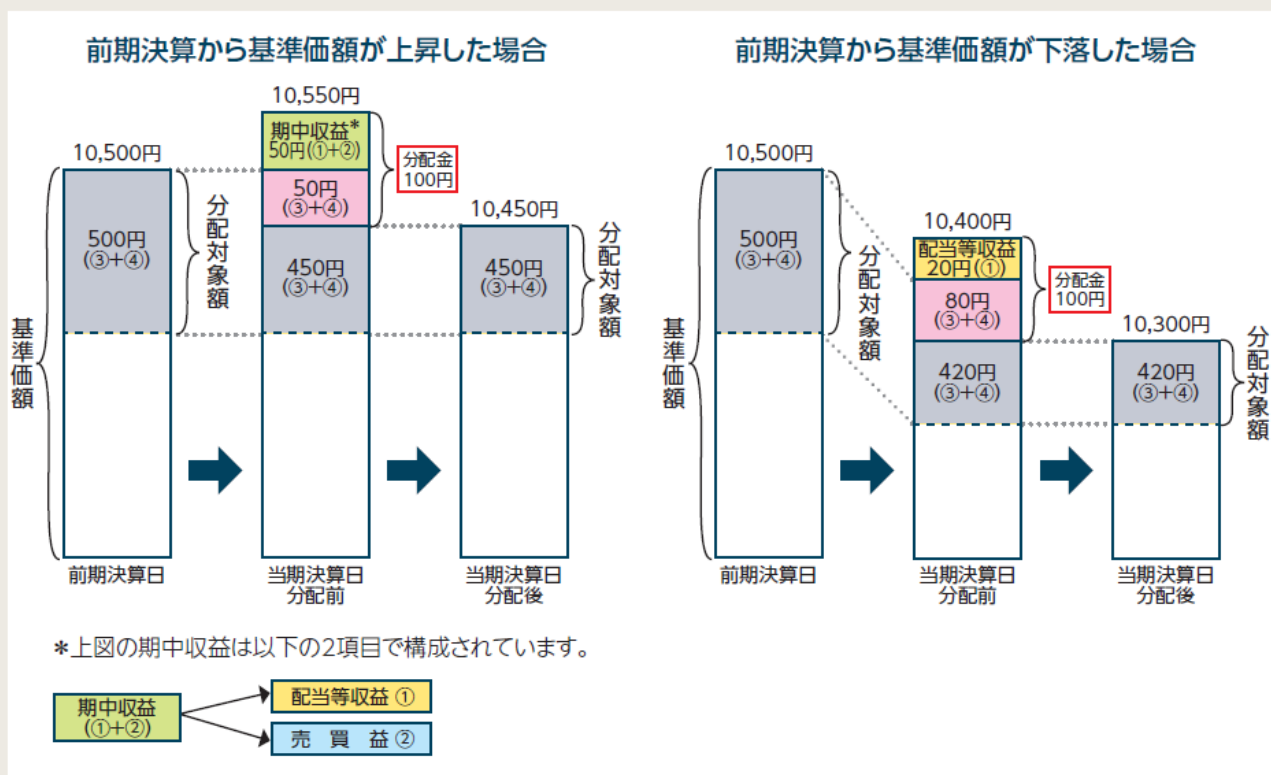 前期決算から基準価額が上昇した場合
10,550円
期中収益*
50円(①+②)
分配金
100円
10,500円
50円
(③+④)
10,450円
500円
(③+④)
分配対象額
450円
(③+④)
450円
(③+④)
分配対象額
基準価額
前期決算日
当期決算日
分配前
当期決算日
分配後
前期決算から基準価額が下落した場合
10,500円
500円
(③+④)
分配対象額
10,400円
配当等収益
20円(①)
分配金
100円
80円
(③+④)
10,300円
420円
(③+④)
420円
(③+④)
分配対象額
基準価額
前期決算日
当期決算日
分配前
当期決算日
分配後
*上図の期中収益は以下の2項目で構成されています。
期中収益
(①+②)
配当等収益 ①
売 買 益 ②